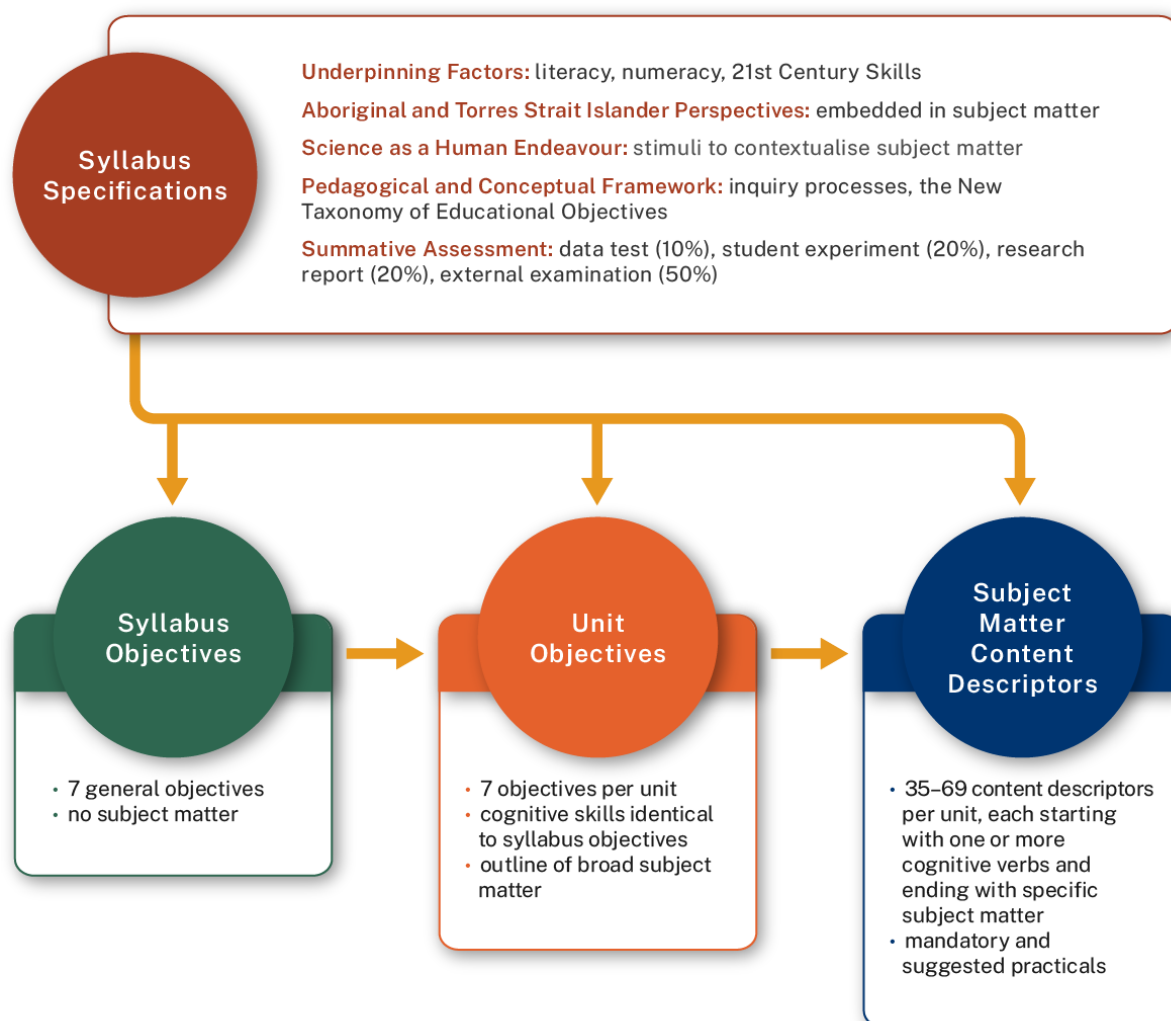 Syllabus
Specifications
Underpinning Factors: literacy, numeracy, 21st Century Skills
Aboriginal and Torres Strait Islander Perspectives: embedded in subject matter
Science as a Human Endeavour: stimuli to contextualise subject matter
Pedagogical and Conceptual Framework: inquiry processes, the New
Taxonomy of Educational Objectives
Summative Assessment: data test (10%), student experiment (20%), research
report (20%), external examination (50%)
Syllabus
Objectives
• 7 general objectives
• no subject matter
Unit
Objectives
• 7 objectives per unit
• cognitive skills identical
to syllabus objectives
• outline of broad subject
matter
Subject
Matter
Content
Descriptors
• 35–69 content descriptors
per unit, each starting
with one or more
cognitive verbs and
ending with specific
subject matter
• mandatory and
suggested practicals